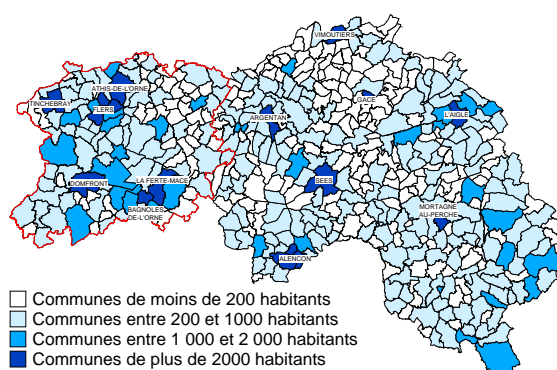 VIMOUTIERS
ATHIS-DE-L'ORNE
TINCHEBRAY
FLERS
GACE
ARGENTAN
L'AIGLE
DOMFRONT
LA FERTE-MACE
SEES
BAGNOLES
DE-L'ORNE
MORTAGNE
AU-PERCHE
ALENCON
Communes de moins de 200 habitants
Communes entre 200 et 1000 habitants
Communes entre 1 000 et 2 000 habitants
Communes de plus de 2000 habitants